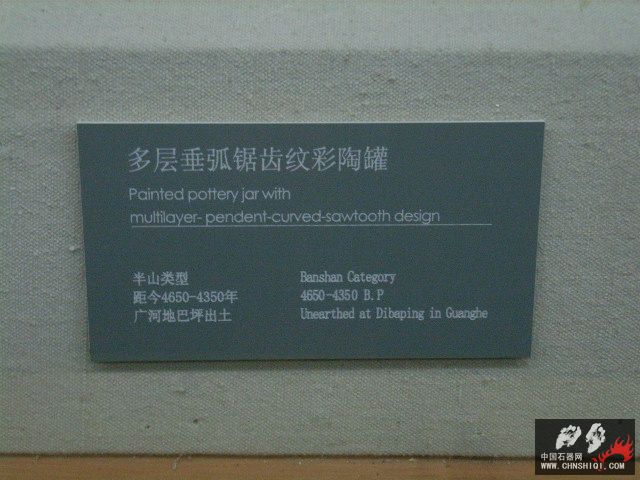 多层垂弧锯齿纹彩陶罐
Painted pottery jar with
multilayer- pendent-curved-sawtooth design
半山类型
距今4650-4350年
广河地巴坪出土
Banshan Category
4650-4350 B.P
Unearthed at Dibaping in Guanghe
中国石器网
WWW.CHNSHIQI.COM